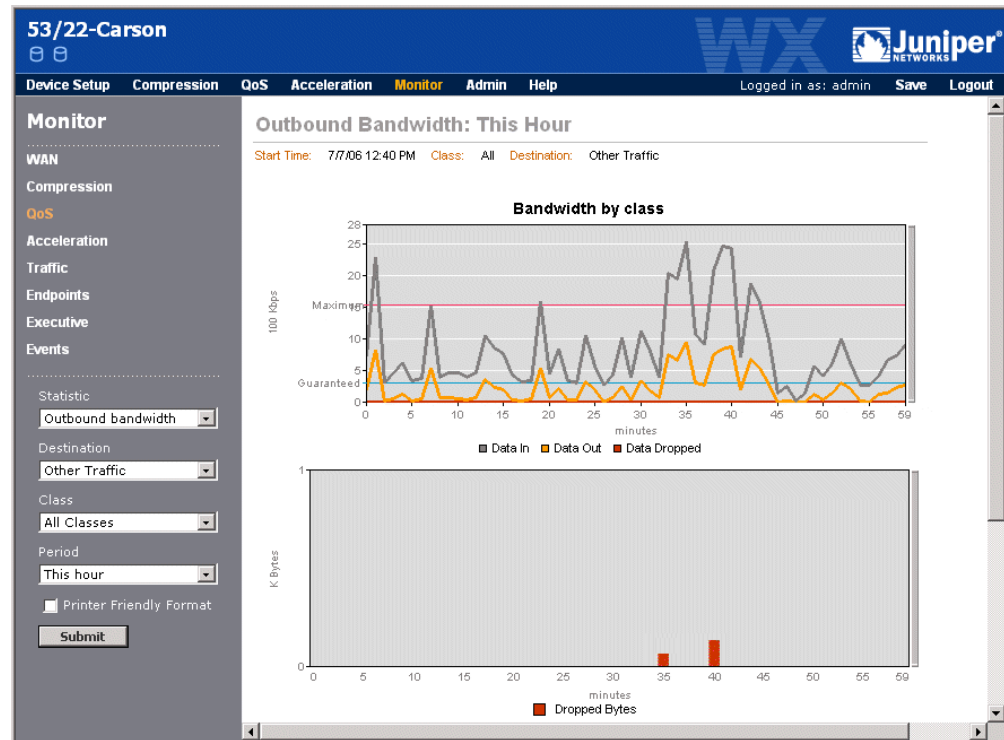 53/22-Carson
WX
Juniper®
NETWORKS
Device Setup Compression QoS Acceleration Monitor Admin Help Logged in as: admin Save Logout
Monitor
WAN
Compression
QoS
Acceleration
Traffic
Endpoints
Executive
Events
Statistic
Outbound bandwidth
Destination
Other Traffic
Class
All Classes
Period
This hour
Printer Friendly Format
Submit
Outbound Bandwidth: This Hour
Start Time: 7/7/06 12:40 PM Class: All Destination: Other Traffic
Bandwidth by class
28
25
20
Maximum
15
10
5
Guaranteed
0
100 Kbps
0 5 10 15 20 25 30 35 40 45 50 55 59
minutes
Data In Data Out Data Dropped
1
K Bytes
0
0 5 10 15 20 25 30 35 40 45 50 55 59
minutes
Dropped Bytes